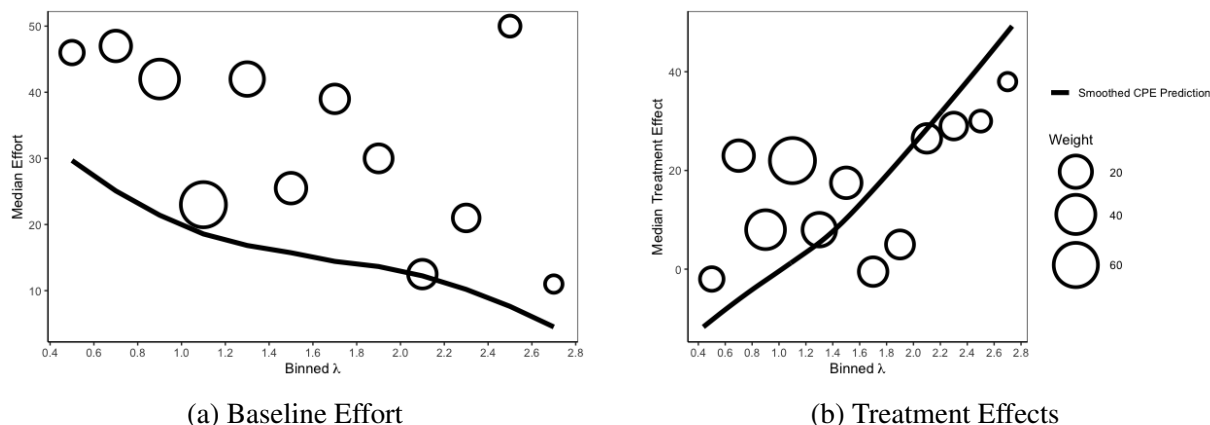 50
40
30
20
10
Median Effort
0.4 0.6 0.8 1.0 1.2 1.4 1.6 1.8 2.0 2.2 2.4 2.6 2.8
Binned λ
(a) Baseline Effort
40
20
0
Median Treatment Effect
0.4 0.6 0.8 1.0 1.2 1.4 1.6 1.8 2.0 2.2 2.4 2.6 2.8
Binned λ
(b) Treatment Effects
Smoothed CPE Prediction
Weight
20
40
60